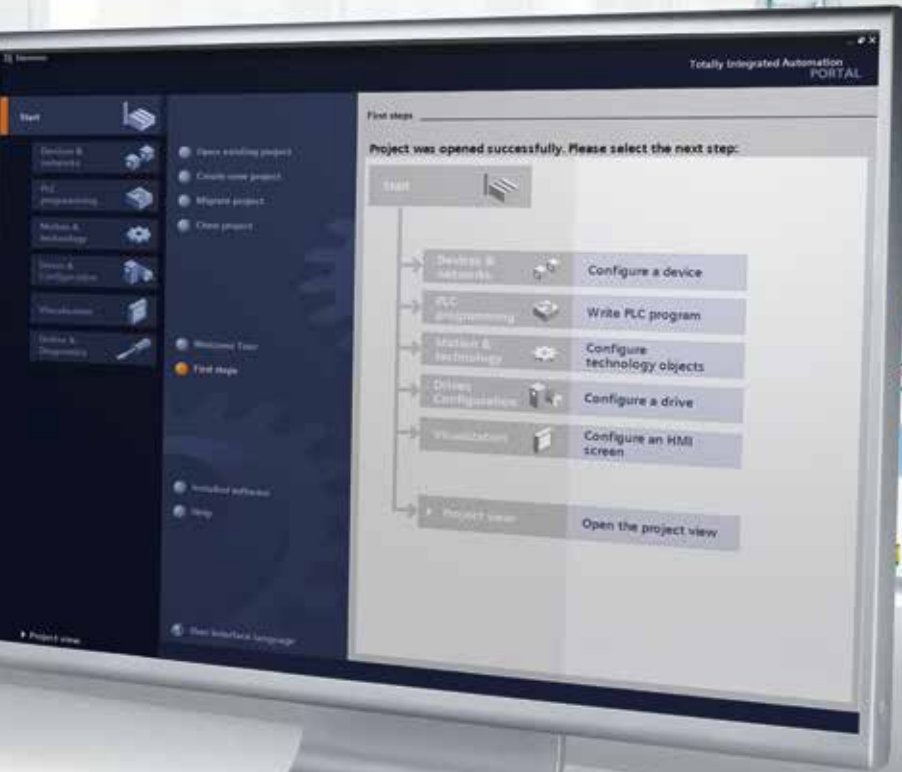 Siemens
Totally Integrated Automation
PORTAL
Start
Devices &
networks
PLC
programming
Motion &
technology
Drives &
Configuration
Visualization
Online &
Diagnostics
Project view
Open existing project
Create new project
Migrate project
Close project
Welcome Tour
First steps
Installed software
Help
User interface language
First steps
Project was opened successfully. Please select the next step:
Start
Devices &
networks
Configure a device
PLC
programming
Write PLC program
Motion &
technology
Configure
technology objects
Drives
Configuration
Configure a drive
Visualization
Configure an HMI
screen
Project view
Open the project view